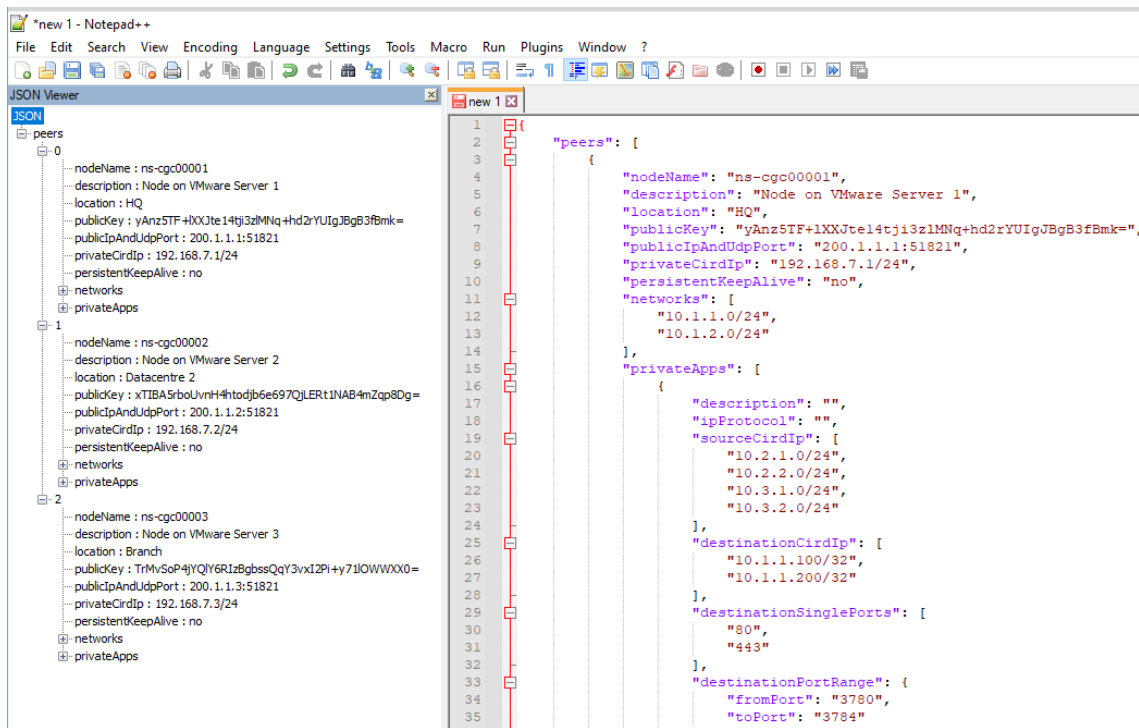 *new 1 - Notepad++
File Edit Search View Encoding Language Settings Tools Macro Run Plugins Window ?
JSON Viewer
JSON
peers
0
nodeName : ns-cgc00001
description : Node on VMware Server 1
location : HQ
publicKey : yAnz5TF+lXXJte14tji3zlMNq+hd2rYUIgJBgB3fBmk=
publicIpAndUdpPort : 200.1.1.1:51821
privateCirdIp : 192.168.7.1/24
persistentKeepAlive : no
networks
privateApps
1
nodeName : ns-cgc00002
description : Node on VMware Server 2
location : Datacentre 2
publicKey : xTIBA5rboUvnH4htodjb6e697QjLERt1NAB4mZqp8Dg=
publicIpAndUdpPort : 200.1.1.2:51821
privateCirdIp : 192.168.7.2/24
persistentKeepAlive : no
networks
privateApps
2
nodeName : ns-cgc00003
description : Node on VMware Server 3
location : Branch
publicKey : TrMvSoP4jYQlY6RIzBgbssQqY3vxI2Pi+y71lOWWXX0=
publicIpAndUdpPort : 200.1.1.3:51821
privateCirdIp : 192.168.7.3/24
persistentKeepAlive : no
networks
privateApps
new 1
1 {
2 "peers": [
3 {
4 "nodeName": "ns-cgc00001",
5 "description": "Node on VMware Server 1",
6 "location": "HQ",
7 "publicKey": "yAnz5TF+lXXJte14tji3zlMNq+hd2rYUIgJBgB3fBmk=",
8 "publicIpAndUdpPort": "200.1.1.1:51821",
9 "privateCirdIp": "192.168.7.1/24",
10 "persistentKeepAlive": "no",
11 "networks": [
12 "10.1.1.0/24",
13 "10.1.2.0/24"
14 ],
15 "privateApps": [
16 {
17 "description": "",
18 "ipProtocol": "",
19 "sourceCirdIp": [
20 "10.2.1.0/24",
21 "10.2.2.0/24",
22 "10.3.1.0/24",
23 "10.3.2.0/24"
24 ],
25 "destinationCirdIp": [
26 "10.1.1.100/32",
27 "10.1.1.200/32"
28 ],
29 "destinationSinglePorts": [
30 "80",
31 "443"
32 ],
33 "destinationPortRange": {
34 "fromPort": "3780",
35 "toPort": "3784"